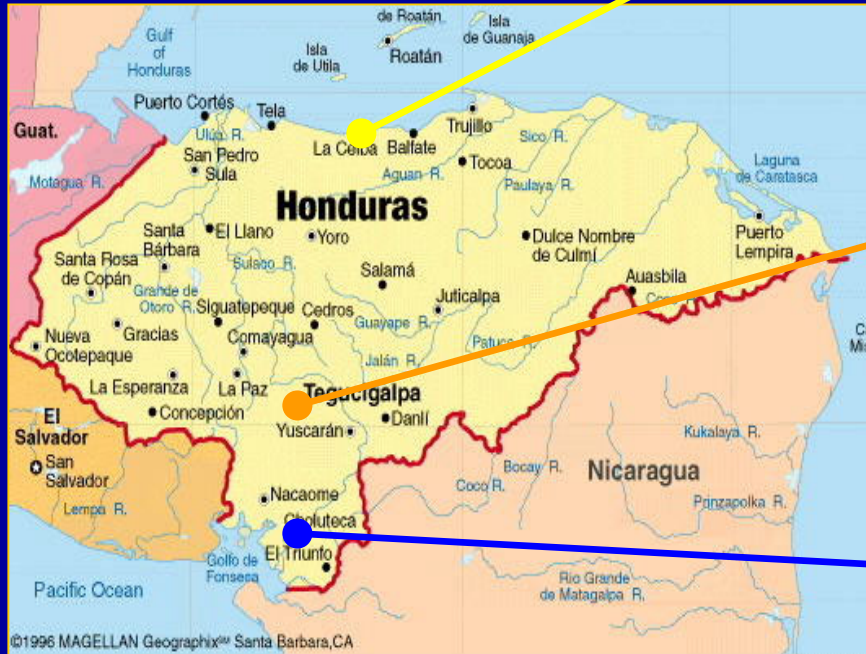 de Roatán
Isla
de Guanaja
Gulf
of
Honduras
Isla
de Utila
Roatán
Puerto Cortés
Tela
Trujillo
Guat.
Ulúa R.
La Ceiba
Balfate
Sico R.
San Pedro
Sula
Tocoa
Laguna
de Caratasca
Motagua R.
Aguan R.
Paulaya R.
Honduras
Santa
Bárbara
El Llano
Yoro
Dulce Nombre
de Culmí
Puerto
Lempira
Santa Rosa
de Copán
Sulaco R.
Salamá
Auasbila
Grande de
Otoro R.
Siguatepeque
Cedros
Juticalpa
Coco R.
Nueva
Ocotepaque
Gracias
Comayagua
Guayape R.
Patuca R.
Jalán R.
La Esperanza
La Paz
Tegucigalpa
Concepción
Danlí
El
Salvador
Yuscarán
Kukalaya R.
San
Salvador
Bocay R.
Nicaragua
Coco R.
Lempa R.
Nacaome
Prinzapolka R.
Choluteca
Golfo de
Fonseca
El Triunfo
Pacific Ocean
Rio Grande
de Matagalpa R.
©1996 MAGELLAN Geographix℠ Santa Barbara,CA